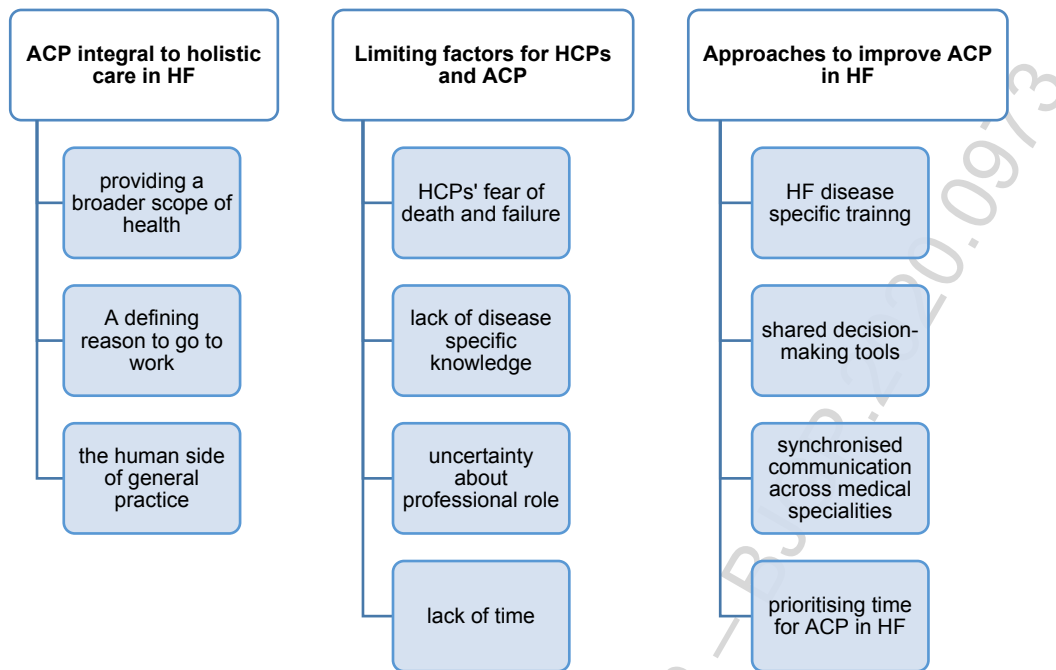 ACP integral to holistic
care in HF
providing a
broader scope of
health
A defining
reason to go to
work
the human side
of general
practice
Limiting factors for HCPs
and ACP
HCPs' fear of
death and failure
lack of disease
specific
knowledge
uncertainty
about
professional role
lack of time
Approaches to improve ACP
in HF
HF disease
specific trainng
shared decision-
making tools
synchronised
communication
across medical
specialities
prioritising time
for ACP in HF